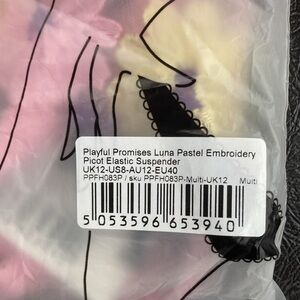 Playful Promises Luna Pastel Embroidery
Picot Elastic Suspender
UK12-US8-AU12-EU40
PPFH083P / sku PPFH083P-Multi-UK12 Multi
5 053596 653940